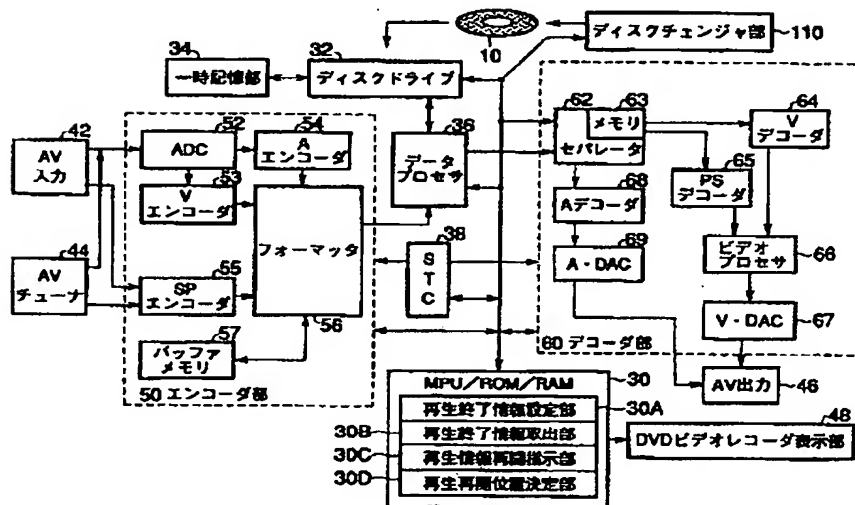 10
ディスクチェンジャ部
110
34
一時記憶部
32
ディスクドライブ
42
AV
入力
44
AV
チューナ
52
ADC
54
A
エンコーダ
53
V
エンコーダ
フォーマッタ
56
55
SP
エンコーダ
57
バッファ
メモリ
50 エンコーダ部
36
データ
プロセサ
38
S
T
C
62
63
メモリ
セパレータ
64
V
デコーダ
65
PS
デコーダ
68
Aデコーダ
69
A・DAC
ビデオ
プロセサ
66
V・DAC
67
60 デコーダ部
AV出力
46
MPU/ROM/RAM
30
再生終了情報設定部
30A
30B
再生終了情報取出部
30C
再生情報再開指示部
30D
再生再開位置決定部
48
DVDビデオレコーダ表示部